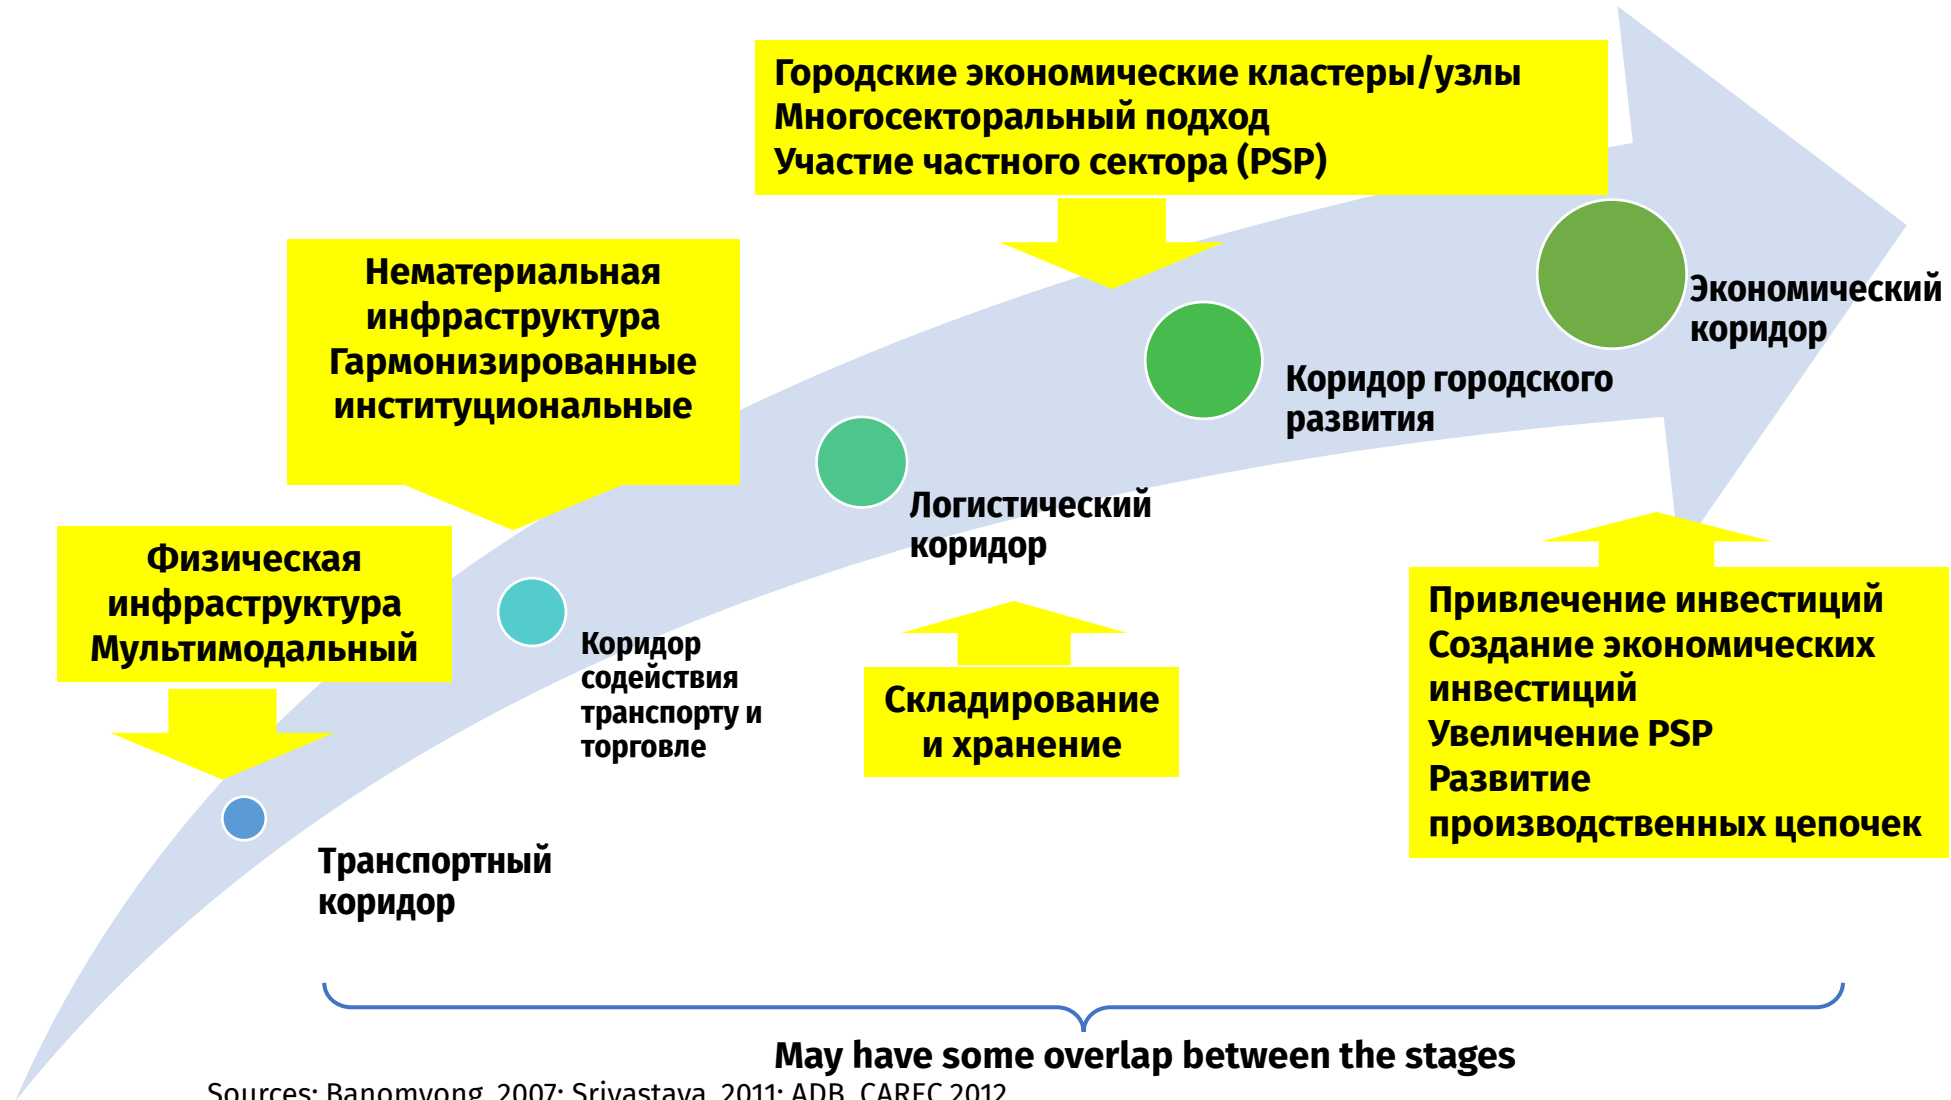 Городские экономические кластеры/узлы
Многосекторальный подход
Участие частного сектора (PSP)
Нематериальная
инфраструктура
Гармонизированные
институциональные
Экономический
коридор
Коридор городского
развития
Логистический
коридор
Физическая
инфраструктура
Мультимодальный
Коридор
содействия
транспорту и
торговле
Складирование
и хранение
Привлечение инвестиций
Создание экономических
инвестиций
Увеличение PSP
Развитие
производственных цепочек
Транспортный
коридор
May have some overlap between the stages
Sources: Banomyong, 2007; Srivastava, 2011; ADB, CAREC 2012